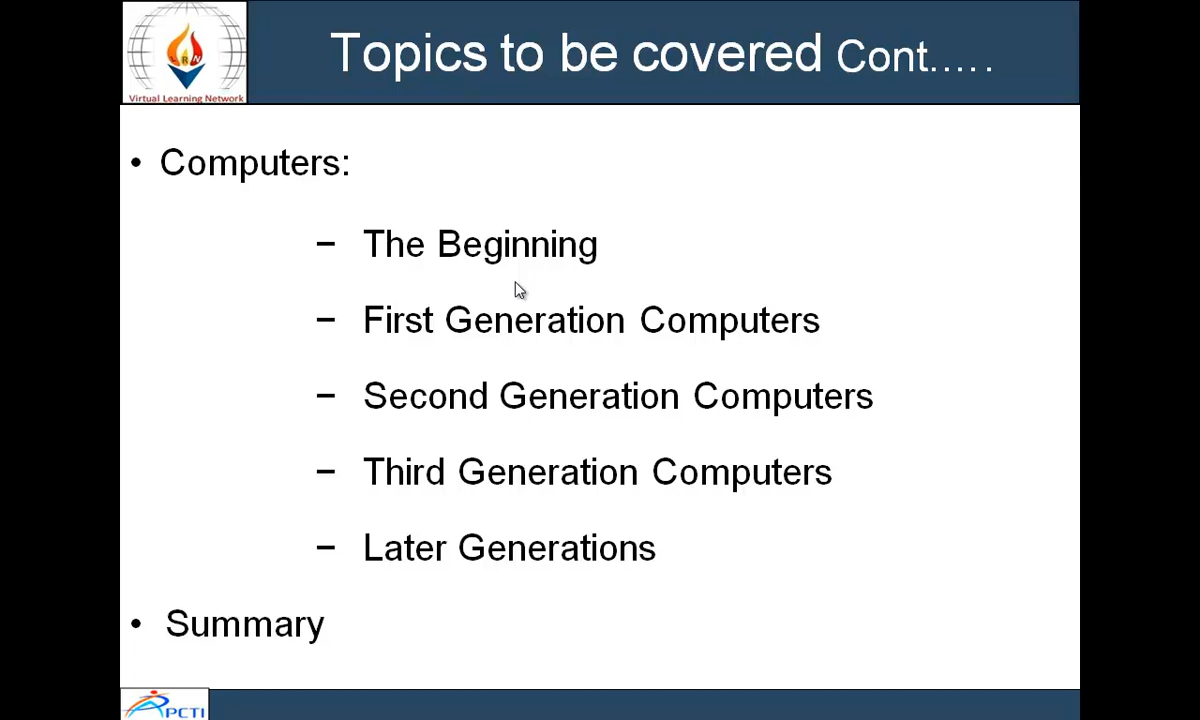 Topics to be covered Cont.....
RN
Virtual Learning Network
• Computers:
– The Beginning
– First Generation Computers
– Second Generation Computers
– Third Generation Computers
– Later Generations
• Summary
PCTI